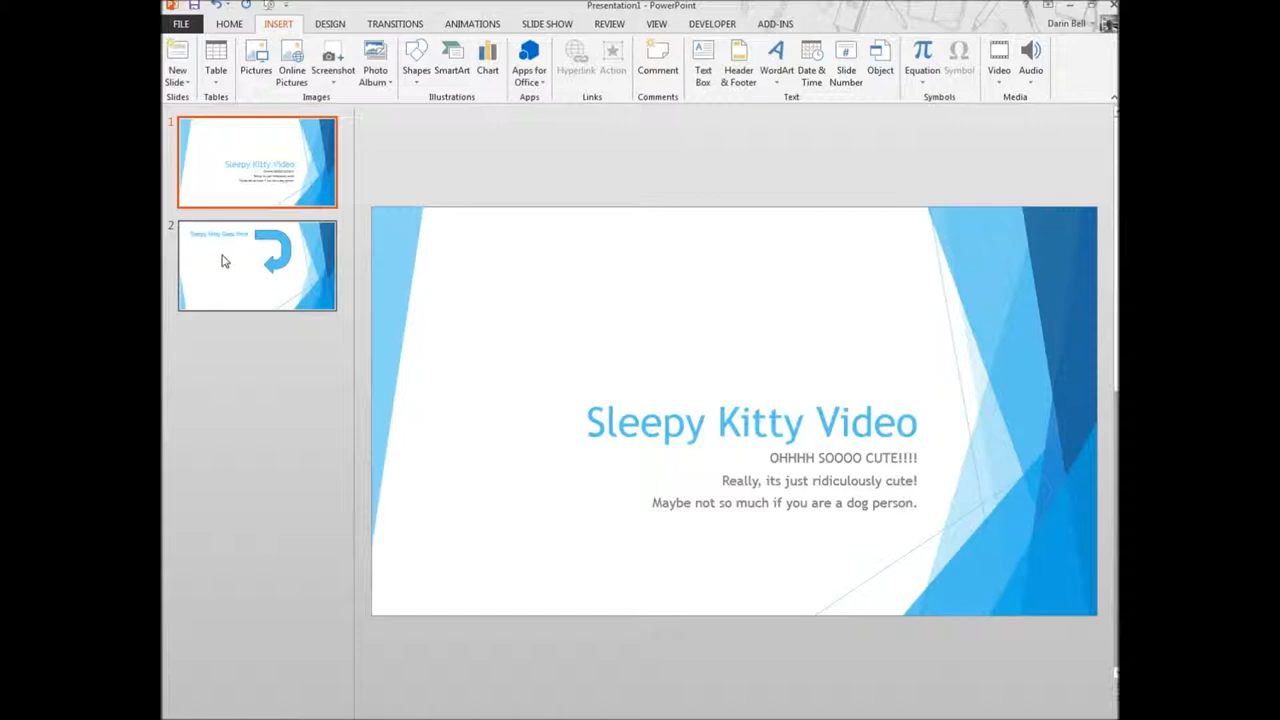 Presentation1 - PowerPoint
?
FILE HOME INSERT DESIGN TRANSITIONS ANIMATIONS SLIDE SHOW REVIEW VIEW DEVELOPER ADD-INS Darin Bell
New Slide Table Pictures Online Pictures Screenshot Photo Album Shapes SmartArt Chart Apps for Office Hyperlink Action Comment Text Box Header & Footer WordArt Date & Time Slide Number Object Equation Symbol Video Audio
Slides Tables Images Illustrations Apps Links Comments Text Symbols Media
1
Sleepy Kitty Video
2
Sleepy Kitty Video
OHHHH SOOOO CUTE!!!!
Really, its just ridiculously cute!
Maybe not so much if you are a dog person.